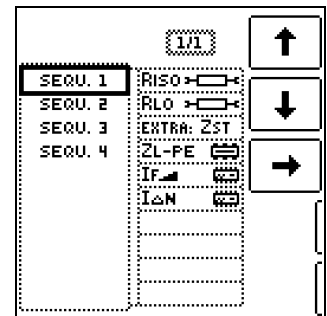 1/1
SEQU. 1 RISO
SEQU. 2 RLO
SEQU. 3 EXTRA: ZST
SEQU. 4 ZL-PE
IF
IΔN